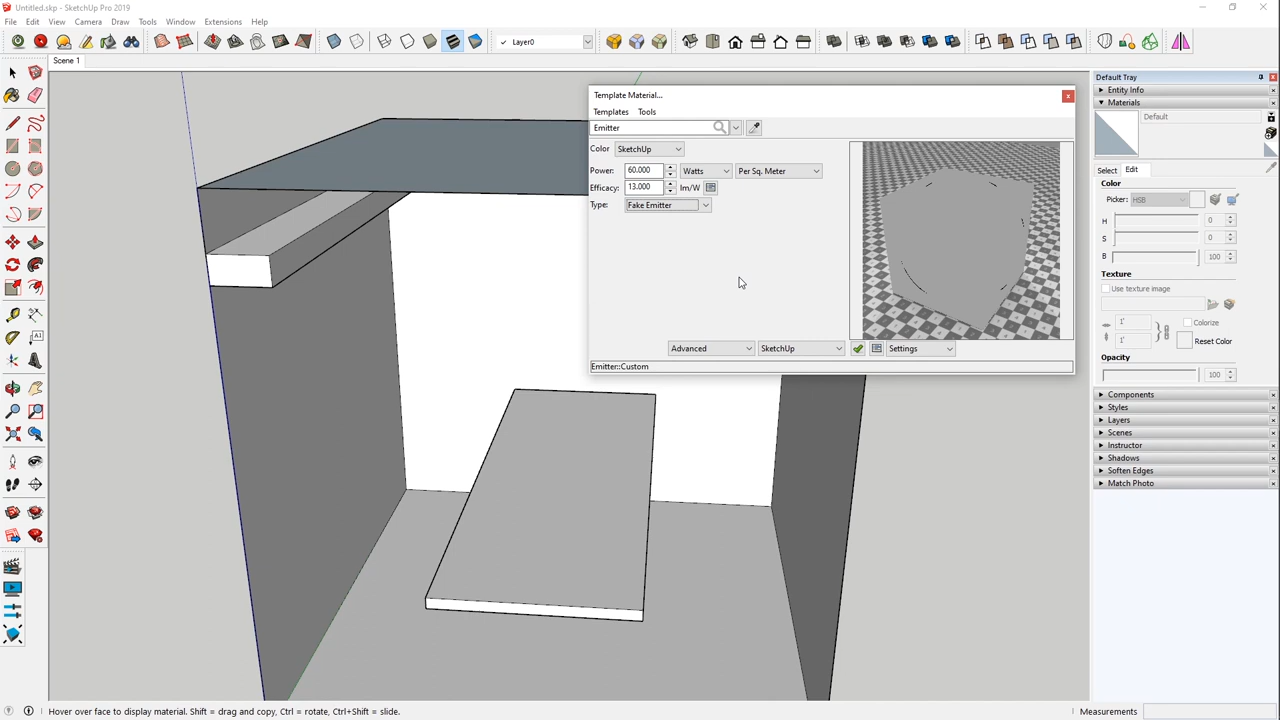 Untitled.skp - SketchUp Pro 2019
File Edit View Camera Draw Tools Window Extensions Help
Layer0
Scene 1
Template Material...
Templates Tools
Emitter
Color SketchUp
Power: 60.000 Watts Per Sq. Meter
Efficacy: 13.000 lm/W
Type: Fake Emitter
Advanced SketchUp Settings
Emitter::Custom
Default Tray
Entity Info
Materials
Default
Select Edit
Color
Picker: HSB
H 0
S 0
B 100
Texture
Use texture image
1' Colorize
1' Reset Color
Opacity
100
Components
Styles
Layers
Scenes
Instructor
Shadows
Soften Edges
Match Photo
Hover over face to display material. Shift = drag and copy, Ctrl = rotate, Ctrl+Shift = slide. Measurements